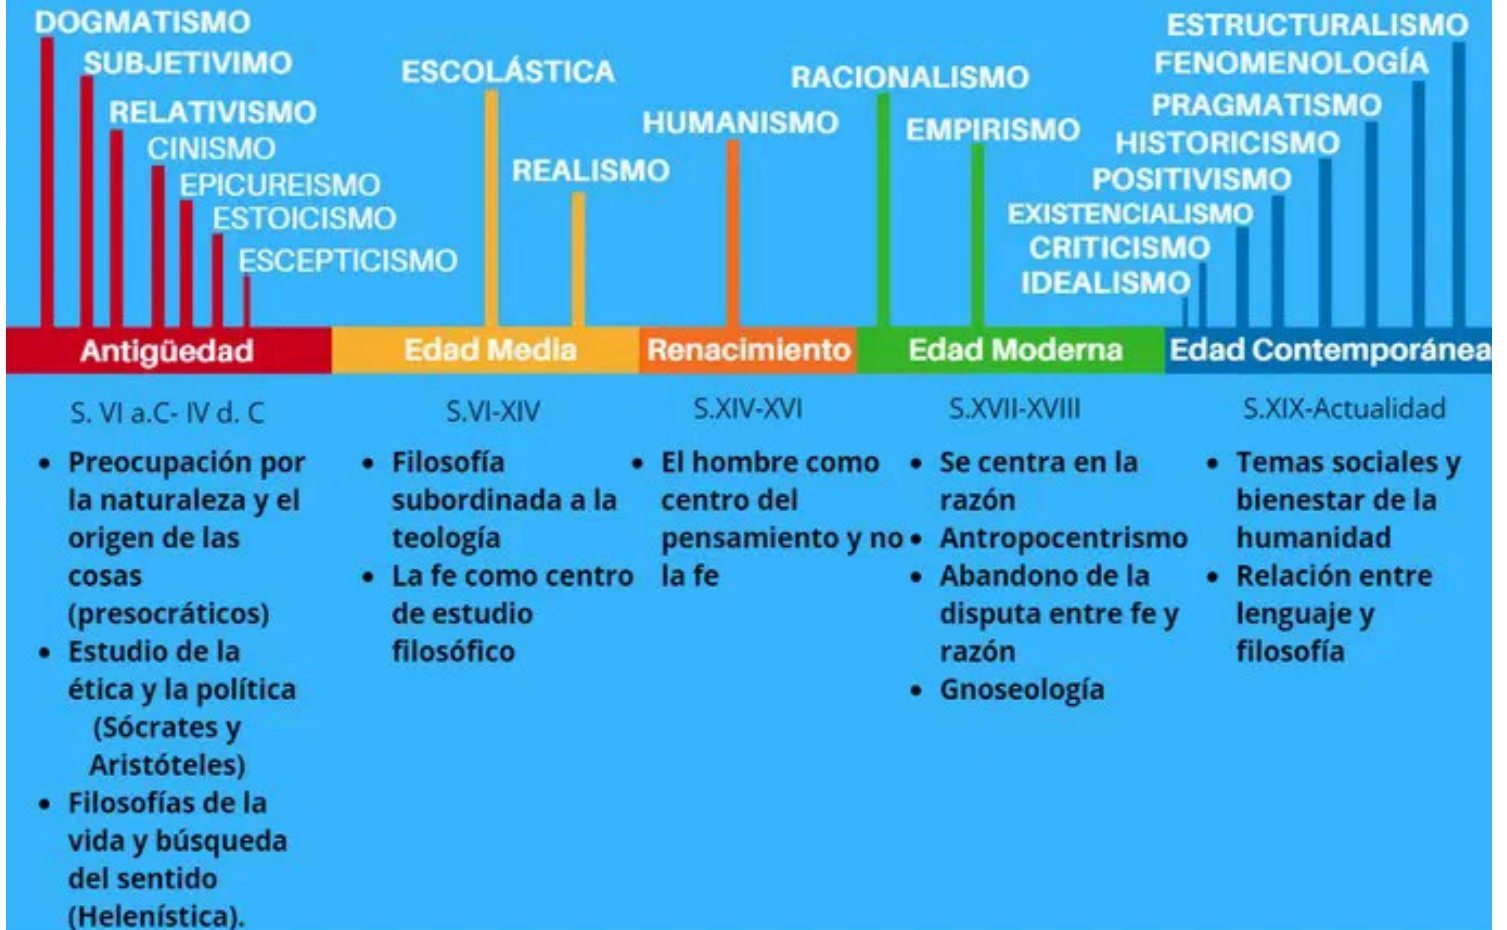 DOGMATISMO
SUBJETIVIMO
RELATIVISMO
CINISMO
EPICUREISMO
ESTOICISMO
ESCEPTICISMO
ESCOLÁSTICA
REALISMO
HUMANISMO
RACIONALISMO
EMPIRISMO
ESTRUCTURALISMO
FENOMENOLOGÍA
PRAGMATISMO
HISTORICISMO
POSITIVISMO
EXISTENCIALISMO
CRITICISMO
IDEALISMO
Antigüedad
Edad Media
Renacimiento
Edad Moderna
Edad Contemporánea
S. VI a.C- IV d. C
• Preocupación por
la naturaleza y el
origen de las
cosas
(presocráticos)
• Estudio de la
ética y la política
(Sócrates y
Aristóteles)
• Filosofías de la
vida y búsqueda
del sentido
(Helenística).
S.VI-XIV
• Filosofía
subordinada a la
teología
• La fe como centro
de estudio
filosófico
S.XIV-XVI
• El hombre como
centro del
pensamiento y no
la fe
S.XVII-XVIII
• Se centra en la
razón
• Antropocentrismo
• Abandono de la
disputa entre fe y
razón
• Gnoseología
S.XIX-Actualidad
• Temas sociales y
bienestar de la
humanidad
• Relación entre
lenguaje y
filosofía